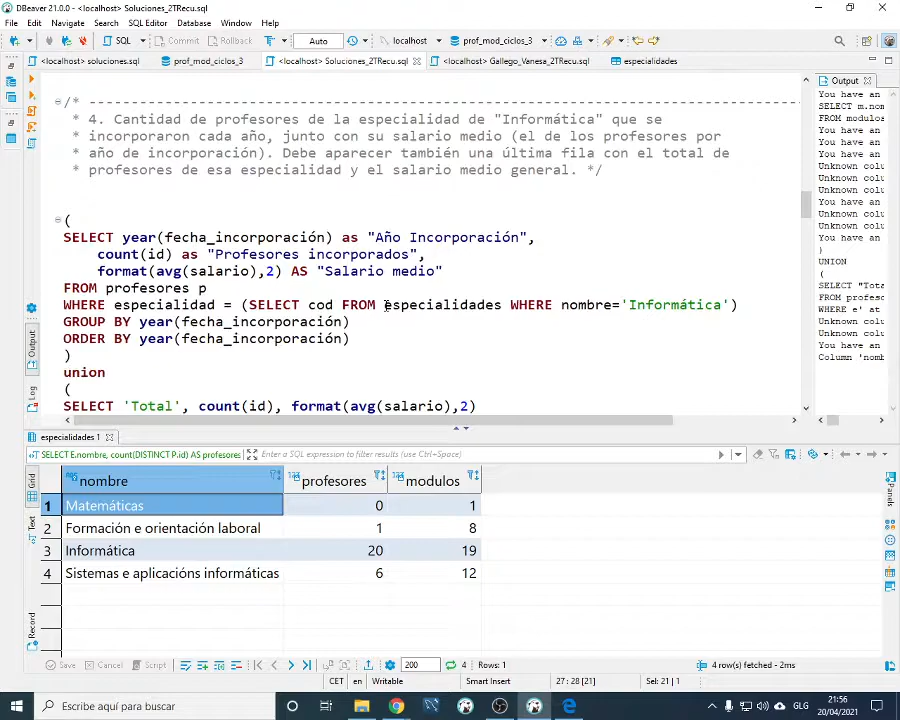 DBeaver 21.0.0 - <localhost> Soluciones_2TRecu.sql
File Edit Navigate Search SQL Editor Database Window Help
SQL Commit Rollback T Auto localhost prof_mod_ciclos_3
<localhost> soluciones.sql prof_mod_ciclos_3 <localhost> Soluciones_2TRecu.sql <localhost> Gallego_Vanesa_2TR.sql especialidades
/* ------------------------------------------------------------------------------------
* 4. Cantidad de profesores de la especialidad de "Informática" que se
* incorporaron cada año, junto con su salario medio (el de los profesores por
* año de incorporación). Debe aparecer también una última fila con el total de
* profesores de esa especialidad y el salario medio general. */
(
SELECT year(fecha_incorporación) as "Año Incorporación",
count(id) as "Profesores incorporados",
format(avg(salario),2) AS "Salario medio"
FROM profesores p
WHERE especialidad = (SELECT cod FROM especialidades WHERE nombre='Informática')
GROUP BY year(fecha_incorporación)
ORDER BY year(fecha_incorporación)
)
union
(
SELECT 'Total', count(id), format(avg(salario),2)
Output
You have an
SELECT m.nom
FROM modulos
You have an
You have an
You have an
Unknown colu
Unknown colu
You have an
Unknown colu
Unknown colu
You have an
)
UNION
(
SELECT "Tota
FROM profeso
WHERE e' at
Unknown colu
Unknown colu
You have an
Column 'nomb
Output
Log
especialidades 1
SELECT E.nombre, count(DISTINCT P.id) AS profesores Enter a SQL expression to filter results (use Ctrl+Space)
Grid
Text
Record
Panels
nombre profesores modulos
1 Matemáticas 0 1
2 Formación e orientación laboral 1 8
3 Informática 20 19
4 Sistemas e aplicacións informáticas 6 12
Save Cancel Script 200 4 Rows: 1 4 row(s) fetched - 2ms
CET en Writable Smart Insert 27 : 28 [21] Sel: 21 | 1
Escribe aquí para buscar
GLG
21:56
20/04/2021